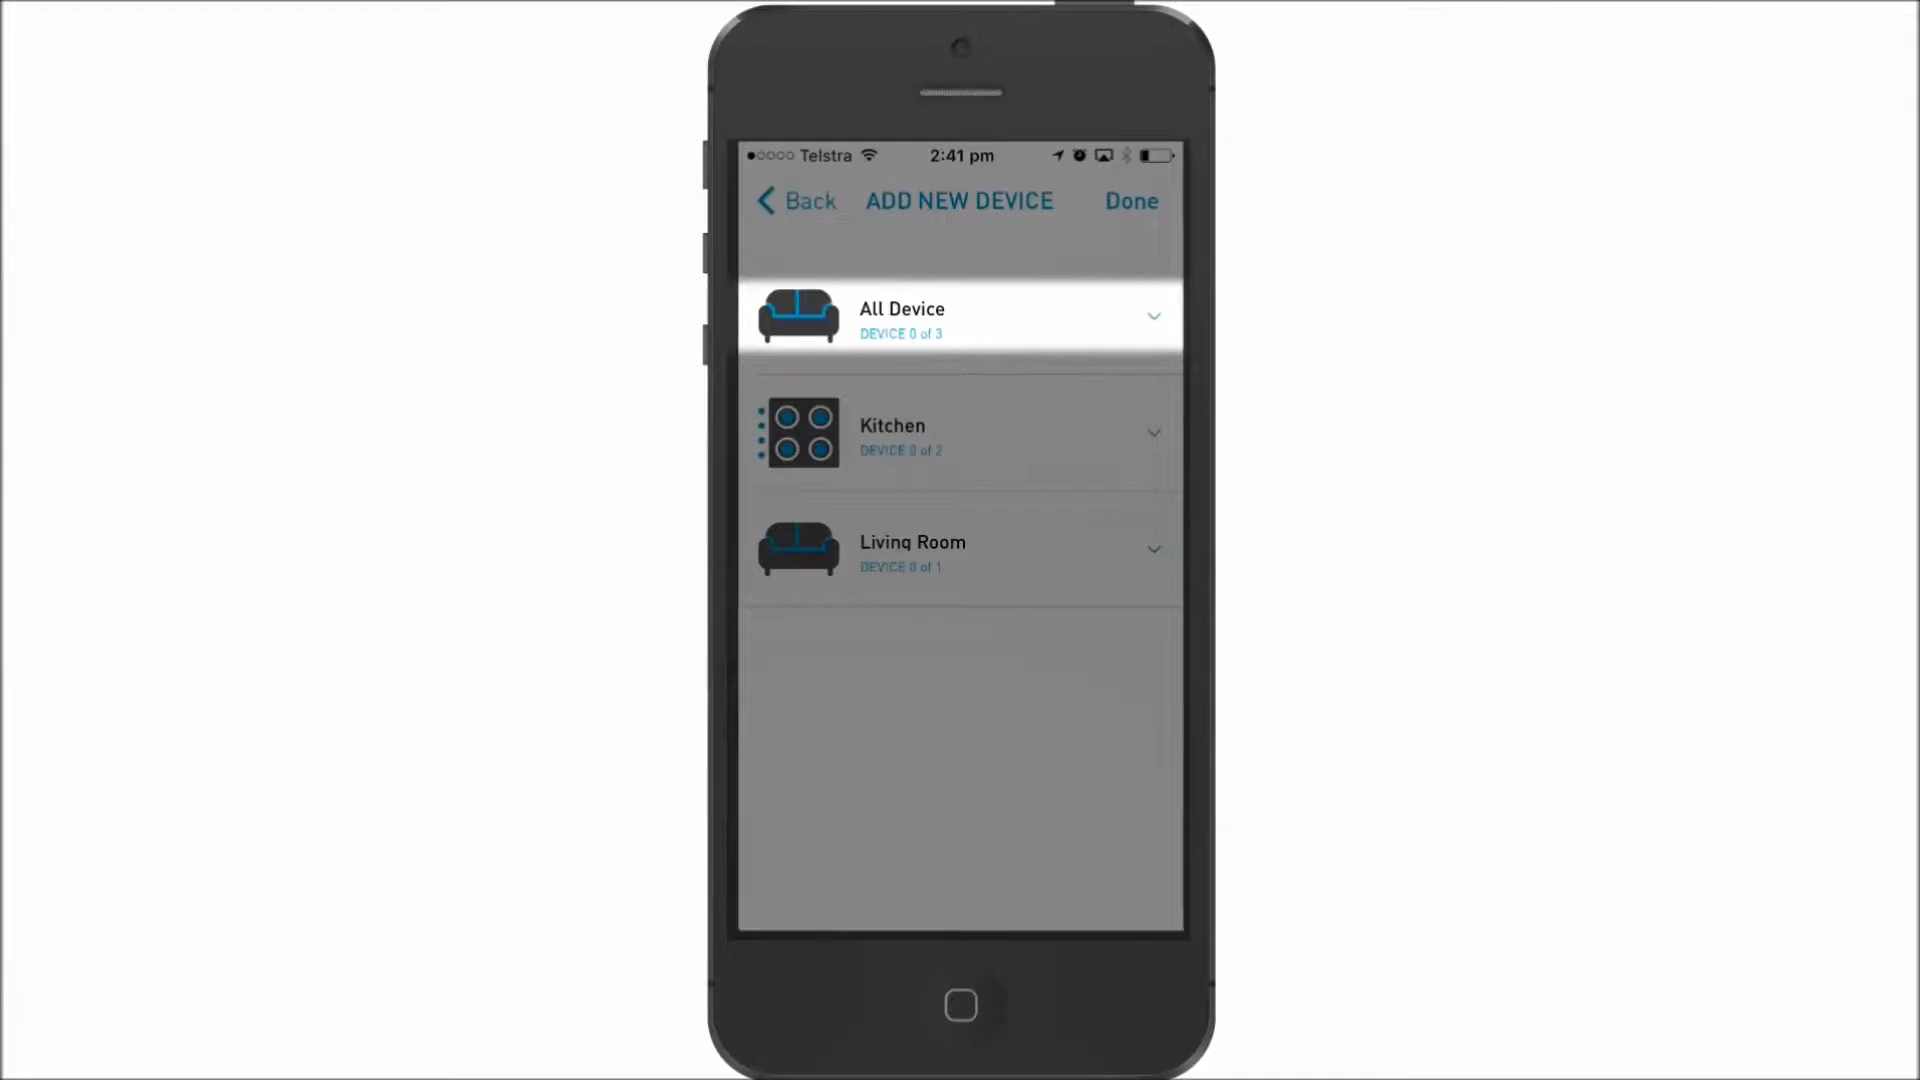 Telstra 2:41 pm
Back ADD NEW DEVICE Done
All Device
DEVICE 0 of 3
Kitchen
DEVICE 0 of 2
Living Room
DEVICE 0 of 1